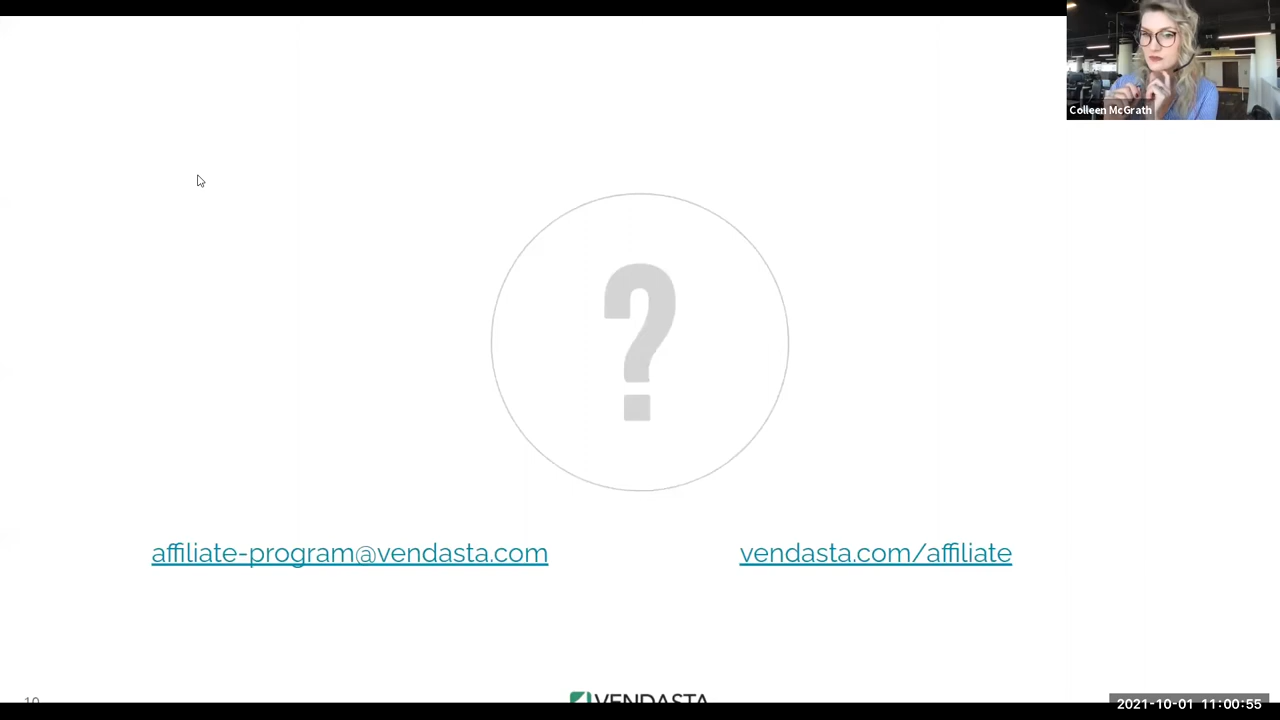 Colleen McGrath
?
affiliate-program@vendasta.com
vendasta.com/affiliate
VENDASTA
2021-10-01 11:00:55